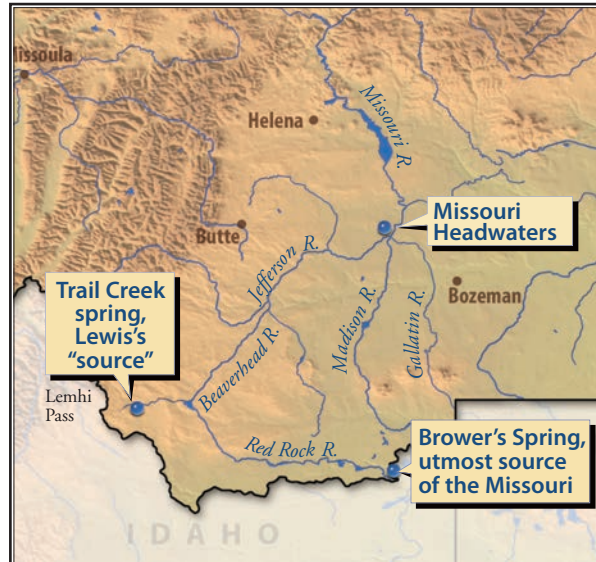 Missoula
Helena
Missouri R.
Missouri
Headwaters
Butte
Jefferson R.
Trail Creek
spring,
Lewis's
"source"
Madison R.
Gallatin R.
Bozeman
Beaverhead R.
Lemhi
Pass
Red Rock R.
Brower's Spring,
utmost source
of the Missouri
IDAHO